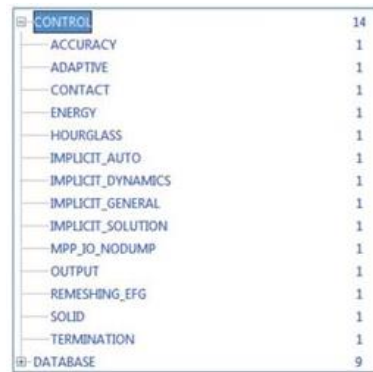 CONTROL 14
ACCURACY 1
ADAPTIVE 1
CONTACT 1
ENERGY 1
HOURGLASS 1
IMPLICIT_AUTO 1
IMPLICIT_DYNAMICS 1
IMPLICIT_GENERAL 1
IMPLICIT_SOLUTION 1
MPP_IO_NODUMP 1
OUTPUT 1
REMESHING_EFG 1
SOLID 1
TERMINATION 1
DATABASE 9